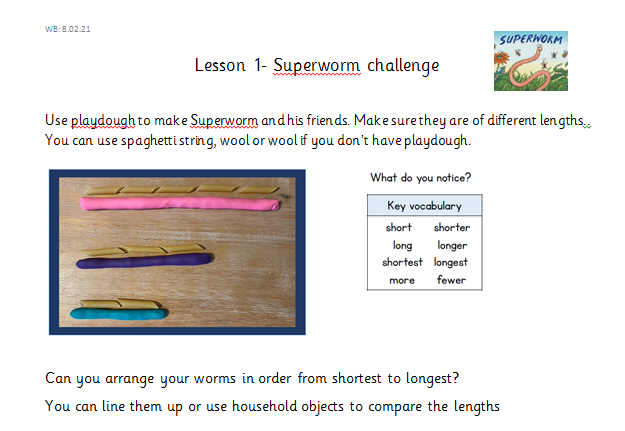 WB: 8.02.21
Lesson 1- Superworm challenge
SUPERWORM
Use playdough to make Superworm and his friends. Make sure they are of different lengths..
You can use spaghetti string, wool or wool if you don't have playdough.
What do you notice?
Key vocabulary
short shorter
long longer
shortest longest
more fewer
Can you arrange your worms in order from shortest to longest?
You can line them up or use household objects to compare the lengths